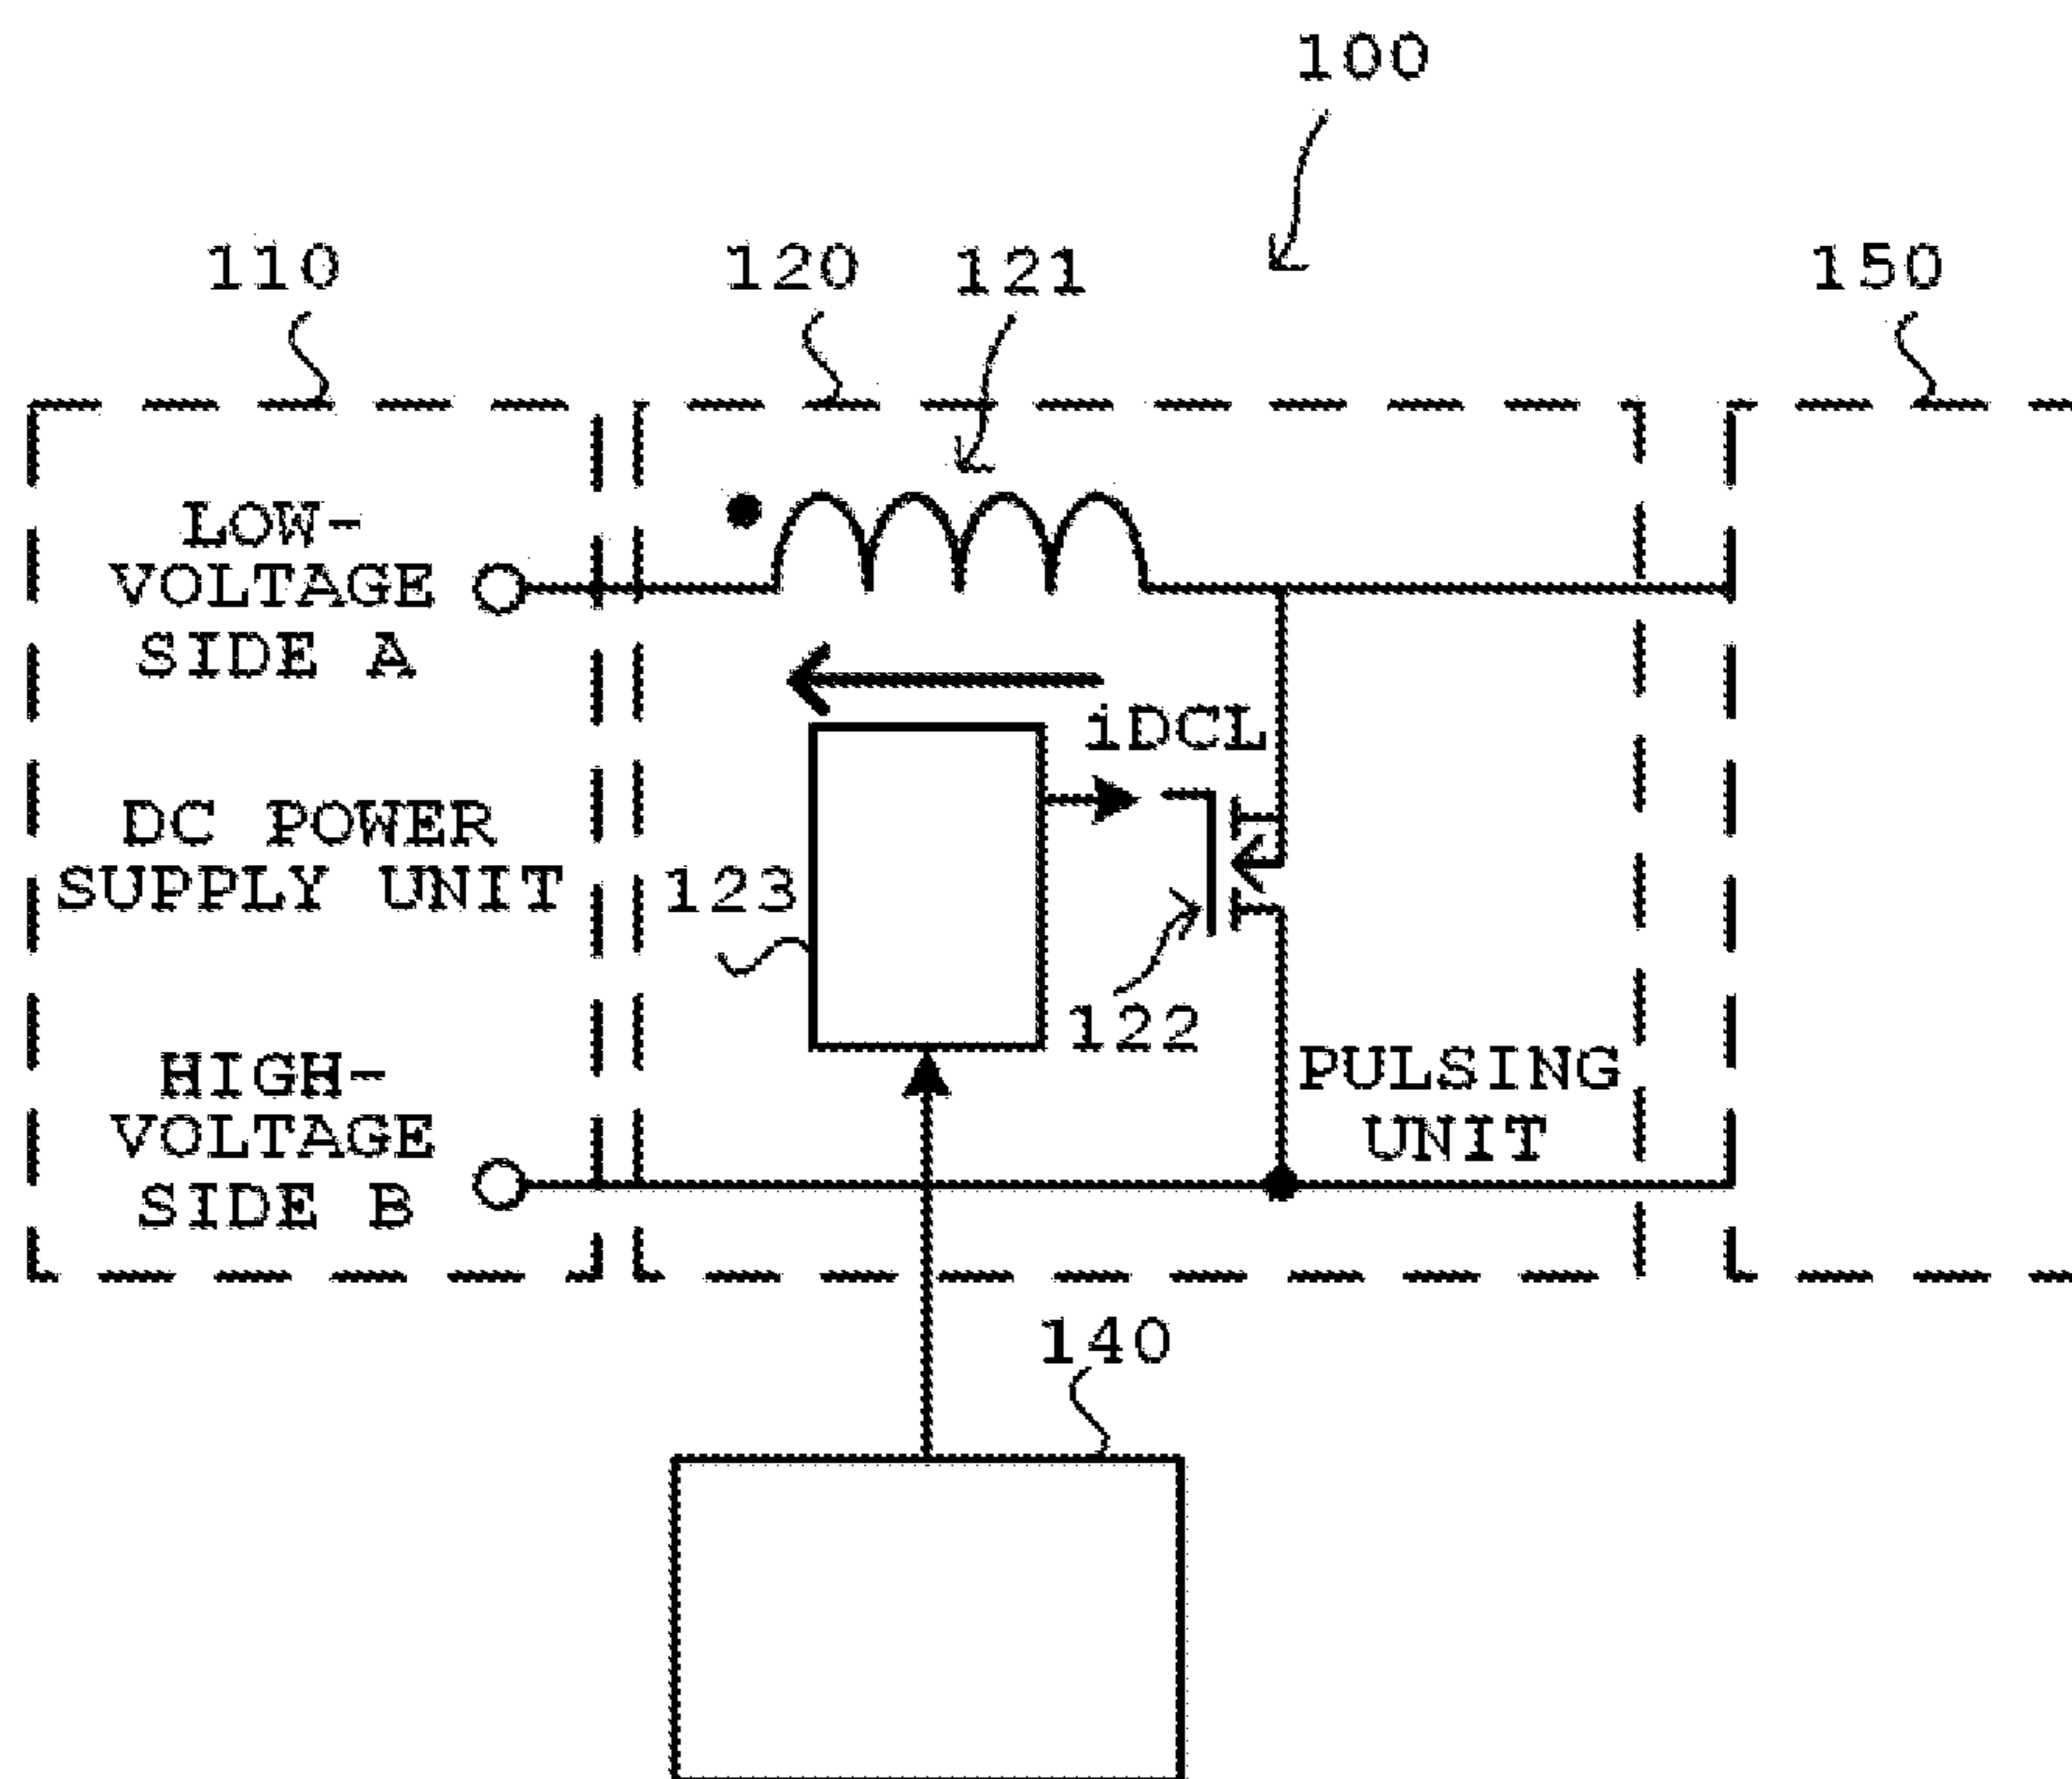 100
110
120
121
150
LOW-
VOLTAGE
SIDE A
iDCL
DC POWER
SUPPLY UNIT
123
122
HIGH-
VOLTAGE
SIDE B
PULSING
UNIT
140